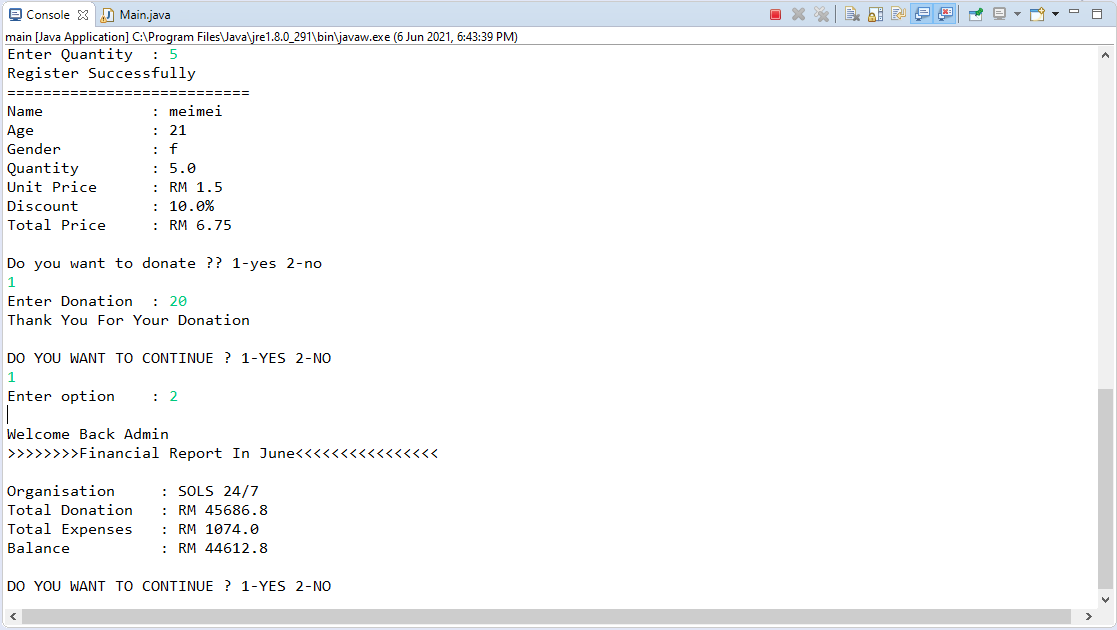 Console Main.java
main [Java Application] C:\Program Files\Java\jre1.8.0_291\bin\javaw.exe (6 Jun 2021, 6:43:39 PM)
Enter Quantity  : 5
Register Successfully
===========================
Name            : meimei
Age             : 21
Gender          : f
Quantity        : 5.0
Unit Price      : RM 1.5
Discount        : 10.0%
Total Price     : RM 6.75
Do you want to donate ?? 1-yes 2-no
1
Enter Donation  : 20
Thank You For Your Donation
DO YOU WANT TO CONTINUE ? 1-YES 2-NO
1
Enter option    : 2
Welcome Back Admin
>>>>>>>>Financial Report In June<<<<<<<<<<<<<<<<
Organisation     : SOLS 24/7
Total Donation   : RM 45686.8
Total Expenses   : RM 1074.0
Balance          : RM 44612.8
DO YOU WANT TO CONTINUE ? 1-YES 2-NO